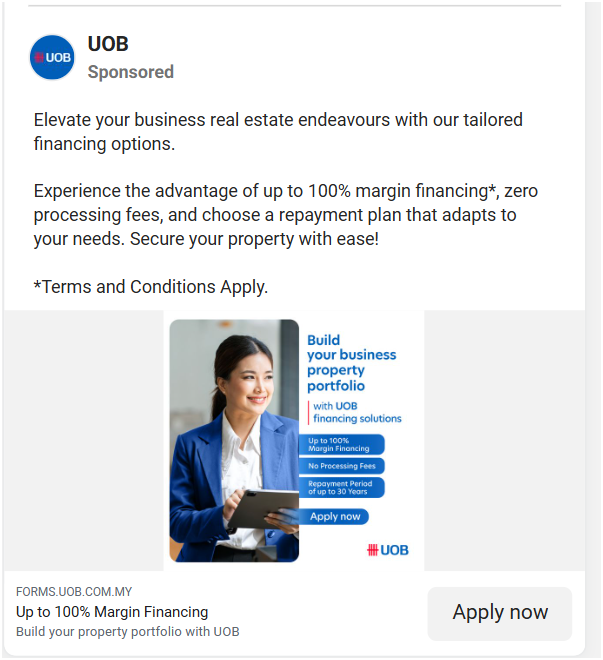 UOB
UOB
Sponsored
Elevate your business real estate endeavours with our tailored
financing options.
Experience the advantage of up to 100% margin financing*, zero
processing fees, and choose a repayment plan that adapts to
your needs. Secure your property with ease!
*Terms and Conditions Apply.
Build
your business
property
portfolio
with UOB
financing solutions
Up to 100%
Margin Financing
No Processing Fees
Repayment Period
of up to 30 Years
Apply now
UOB
FORMS.UOB.COM.MY
Up to 100% Margin Financing
Build your property portfolio with UOB
Apply now